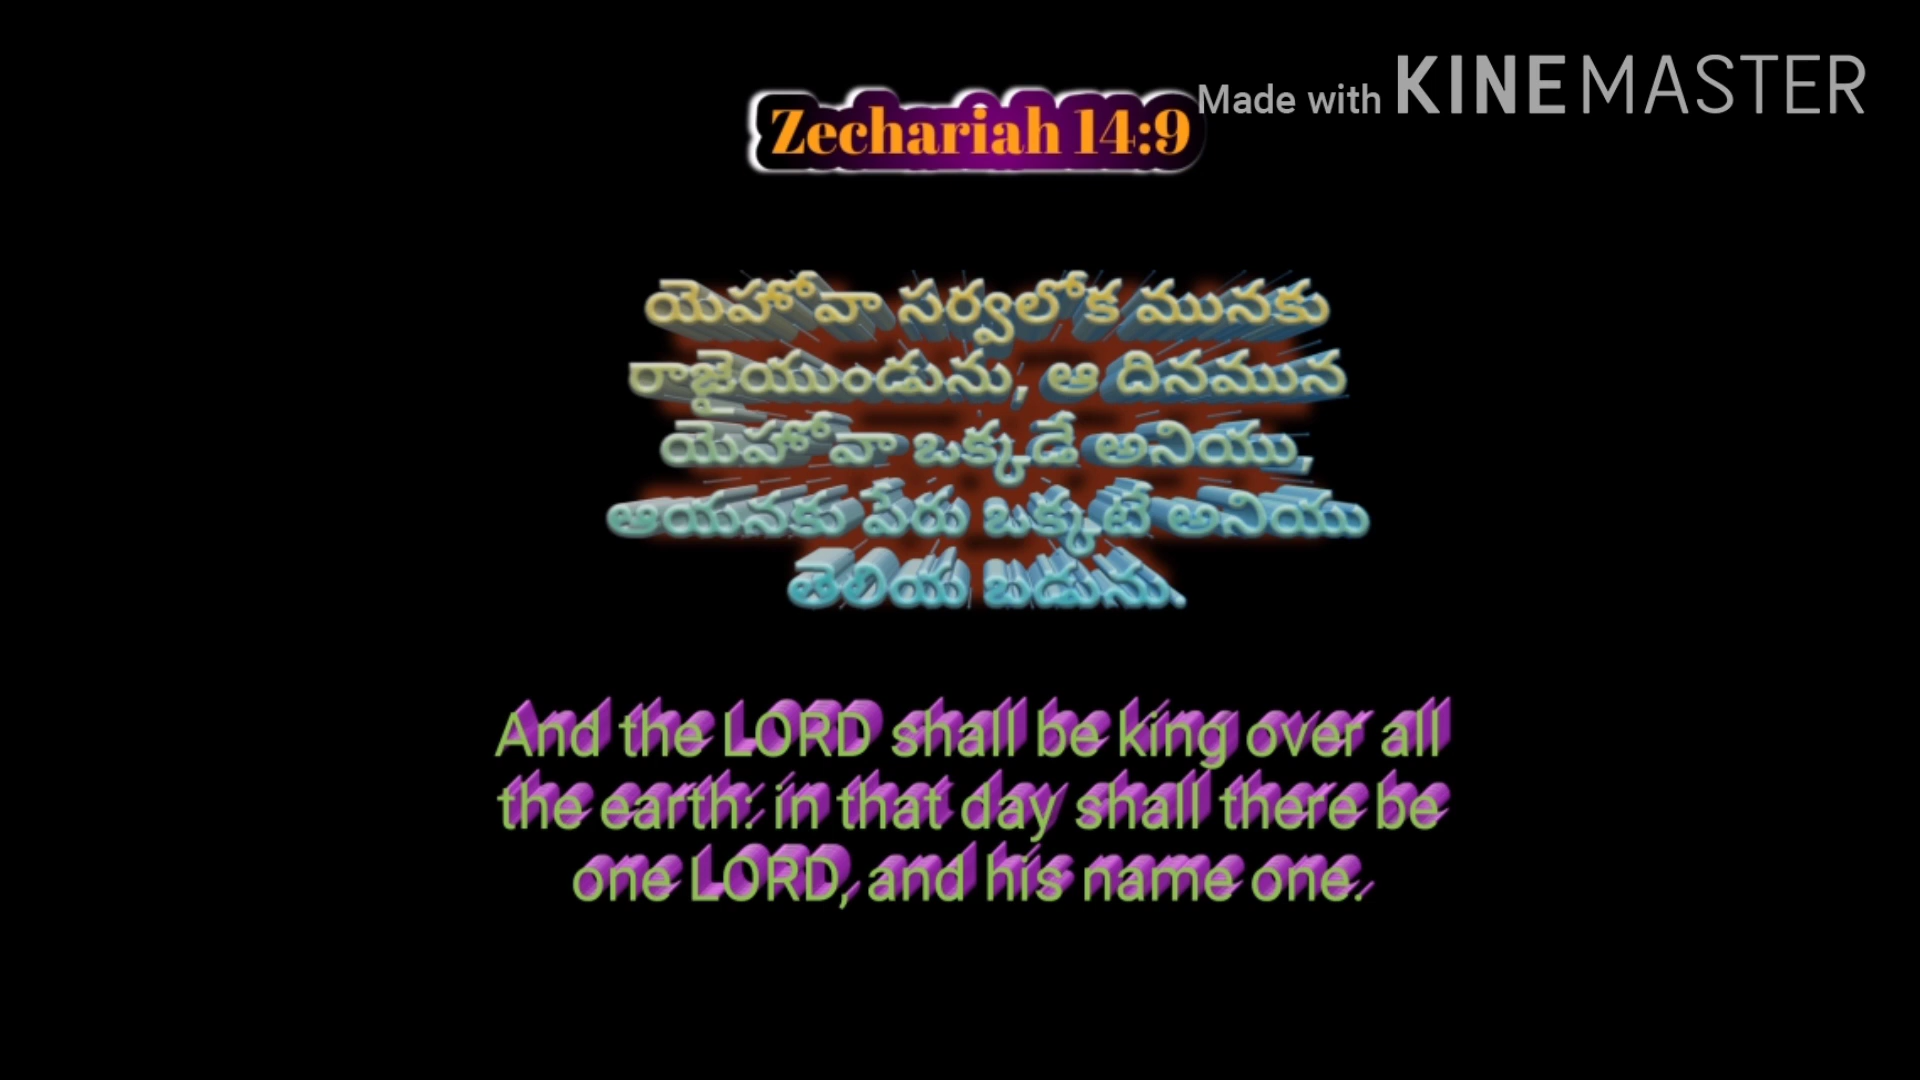 Made with KINEMASTER
Zechariah 14:9
యెహోవా సర్వలోక మునకు
రాజైయుండును, ఆ దినమున
యెహోవా ఒక్కడే అనియు,
ఆయనకు పేరు ఒక్కటే అనియు
తెలియ బడును.
And the LORD shall be king over all
the earth: in that day shall there be
one LORD, and his name one.